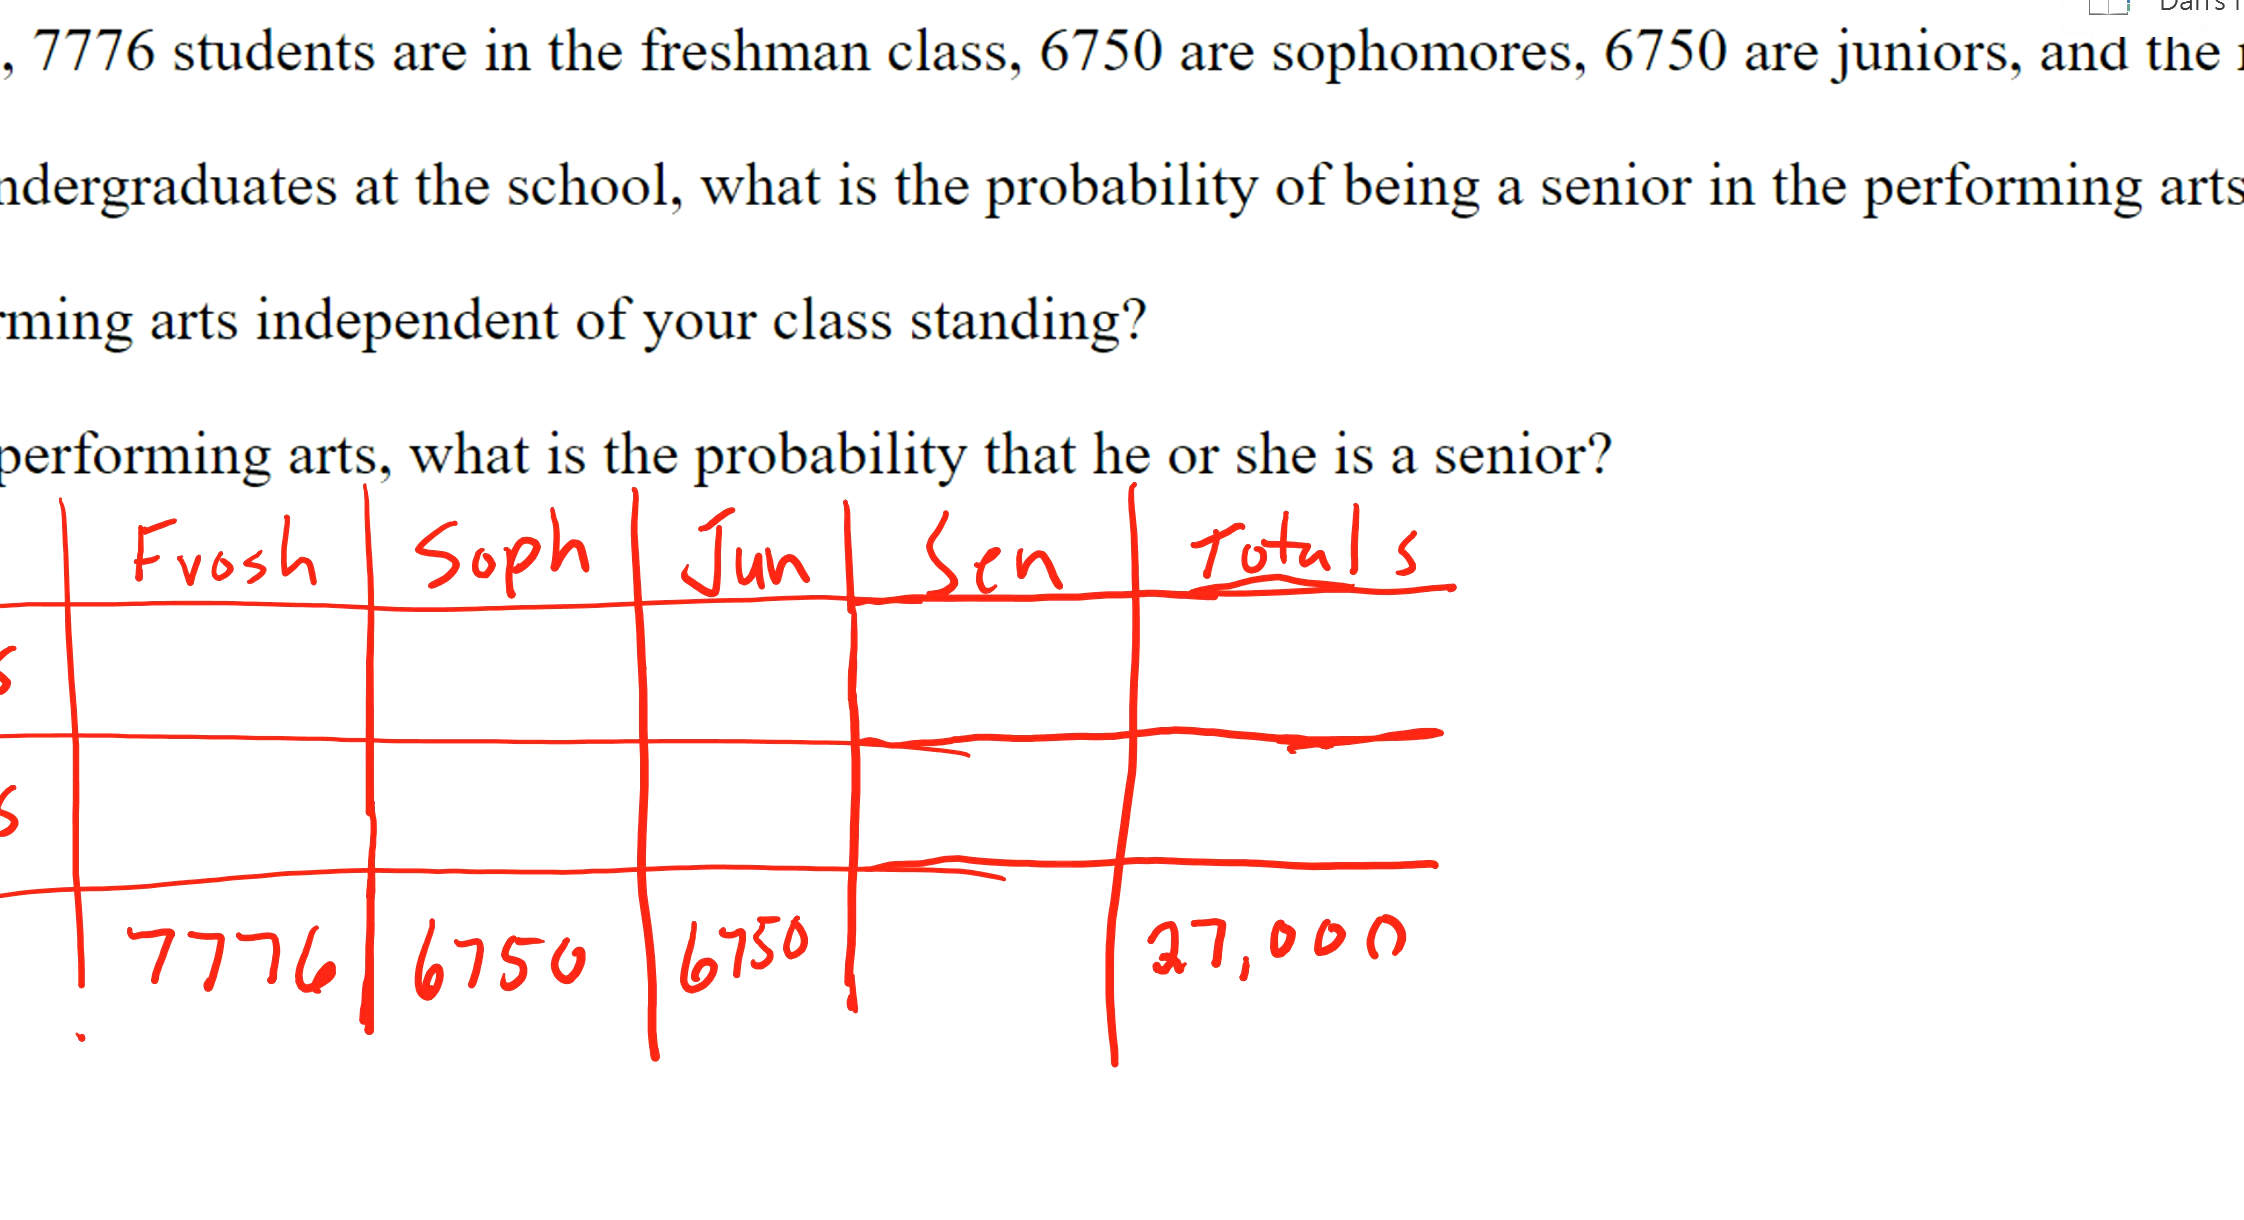 , 7776 students are in the freshman class, 6750 are sophomores, 6750 are juniors, and the
ndergraduates at the school, what is the probability of being a senior in the performing arts
ming arts independent of your class standing?
performing arts, what is the probability that he or she is a senior?
Frosh Soph Jun Sen Totals
s
s
7776 6750 6750 27,000